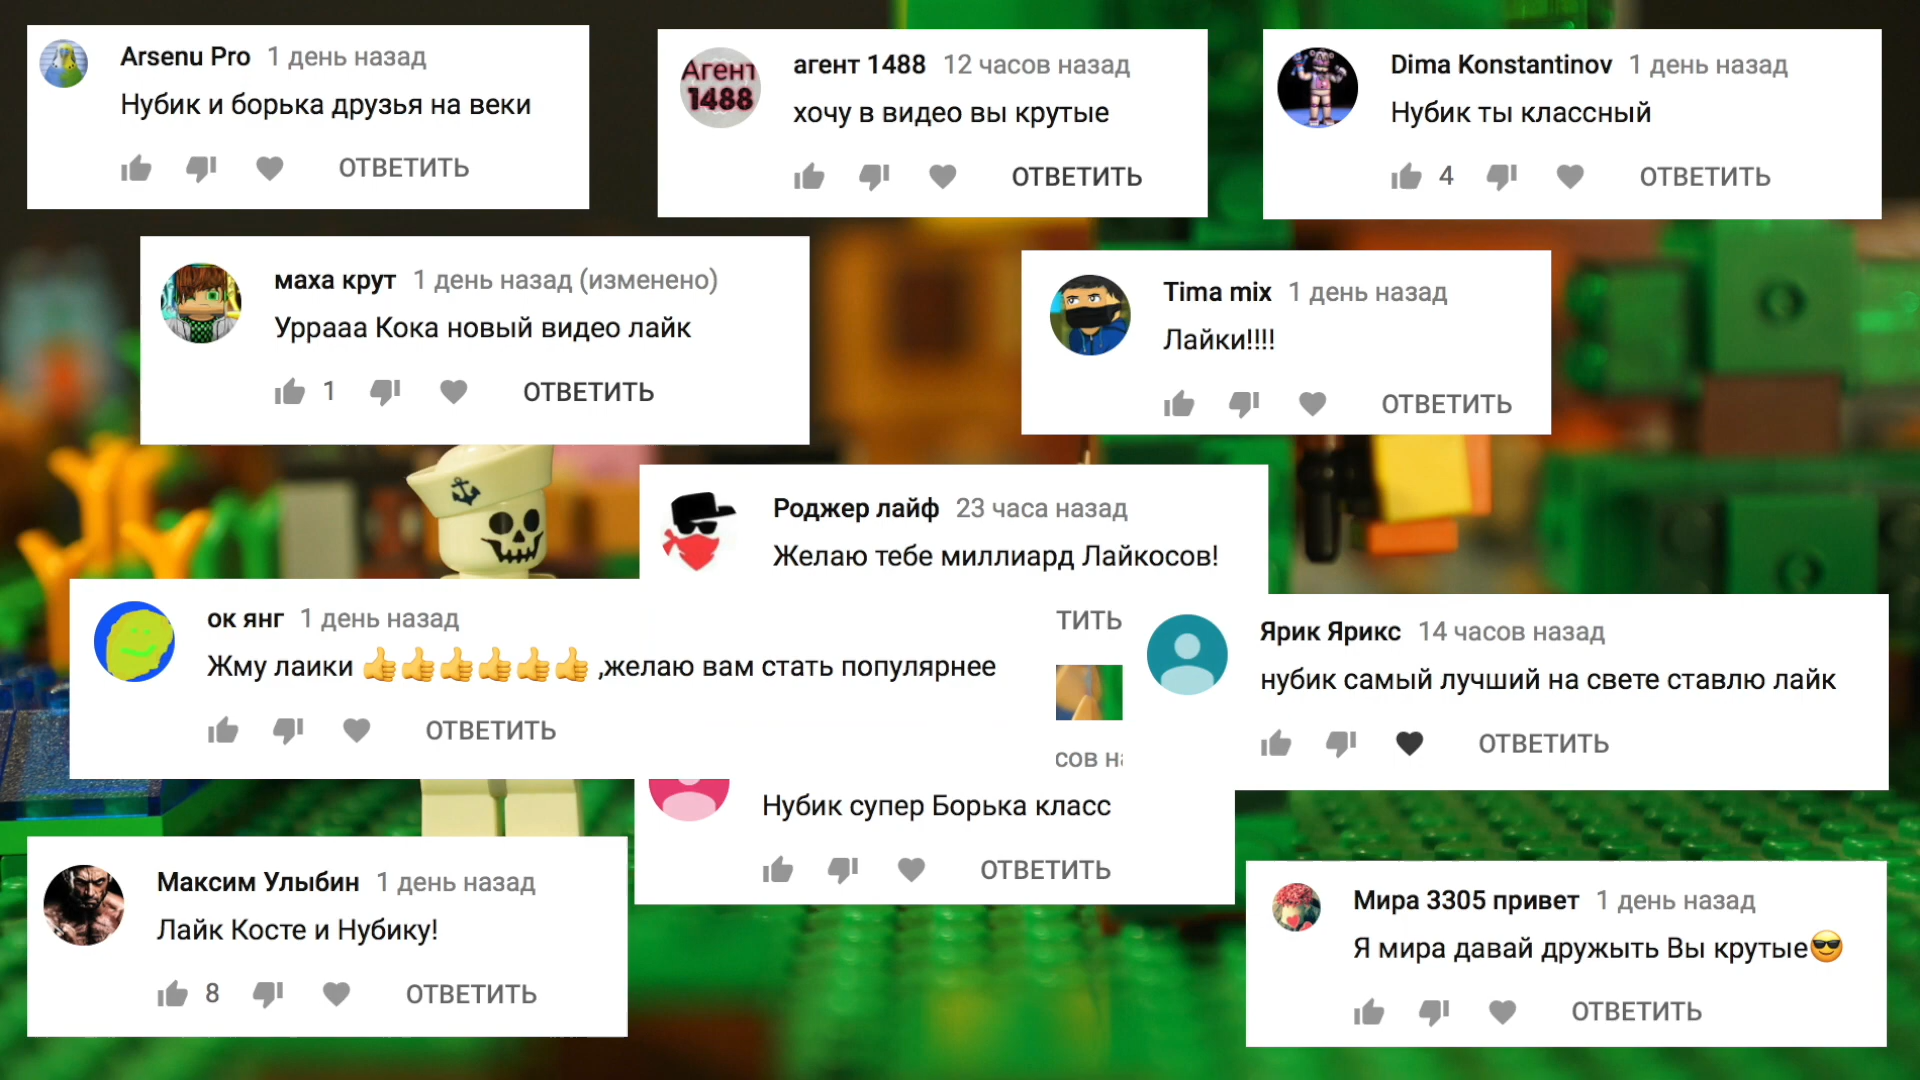 Arsenu Pro 1 день назад
Нубик и борька друзья на веки
ОТВЕТИТЬ
Агент
1488
агент 1488 12 часов назад
хочу в видео вы крутые
ОТВЕТИТЬ
Dima Konstantinov 1 день назад
Нубик ты классный
4 ОТВЕТИТЬ
маха крут 1 день назад (изменено)
Уррааа Кока новый видео лайк
1 ОТВЕТИТЬ
Tima mix 1 день назад
Лайки!!!!
ОТВЕТИТЬ
Роджер лайф 23 часа назад
Желаю тебе миллиард Лайкосов!
ТИТЬ
ок янг 1 день назад
Жму лаики 👍👍👍👍👍👍 ,желаю вам стать популярнее
ОТВЕТИТЬ
Ярик Ярикс 14 часов назад
нубик самый лучший на свете ставлю лайк
ОТВЕТИТЬ
сов на
Нубик супер Борька класс
ОТВЕТИТЬ
Максим Улыбин 1 день назад
Лайк Косте и Нубику!
8 ОТВЕТИТЬ
Мира 3305 привет 1 день назад
Я мира давай дружыть Вы крутые😎
ОТВЕТИТЬ